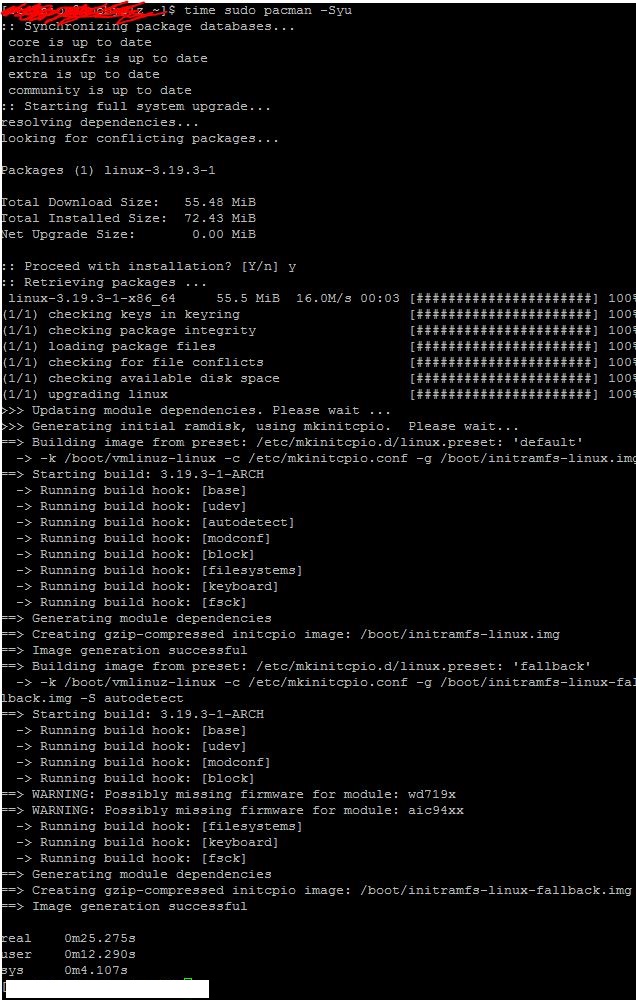 z ~]$ time sudo pacman -Syu
:: Synchronizing package databases...
core is up to date
archlinuxfr is up to date
extra is up to date
community is up to date
:: Starting full system upgrade...
resolving dependencies...
looking for conflicting packages...
Packages (1) linux-3.19.3-1
Total Download Size:   55.48 MiB
Total Installed Size:  72.43 MiB
Net Upgrade Size:       0.00 MiB
:: Proceed with installation? [Y/n] y
:: Retrieving packages ...
linux-3.19.3-1-x86_64     55.5 MiB  16.0M/s 00:03 [######################] 100%
(1/1) checking keys in keyring                     [######################] 100%
(1/1) checking package integrity                   [######################] 100%
(1/1) loading package files                        [######################] 100%
(1/1) checking for file conflicts                  [######################] 100%
(1/1) checking available disk space                [######################] 100%
(1/1) upgrading linux                              [######################] 100%
>>> Updating module dependencies. Please wait ...
>>> Generating initial ramdisk, using mkinitcpio.  Please wait...
==> Building image from preset: /etc/mkinitcpio.d/linux.preset: 'default'
-> -k /boot/vmlinuz-linux -c /etc/mkinitcpio.conf -g /boot/initramfs-linux.img
==> Starting build: 3.19.3-1-ARCH
-> Running build hook: [base]
-> Running build hook: [udev]
-> Running build hook: [autodetect]
-> Running build hook: [modconf]
-> Running build hook: [block]
-> Running build hook: [filesystems]
-> Running build hook: [keyboard]
-> Running build hook: [fsck]
==> Generating module dependencies
==> Creating gzip-compressed initcpio image: /boot/initramfs-linux.img
==> Image generation successful
==> Building image from preset: /etc/mkinitcpio.d/linux.preset: 'fallback'
-> -k /boot/vmlinuz-linux -c /etc/mkinitcpio.conf -g /boot/initramfs-linux-fal
lback.img -S autodetect
==> Starting build: 3.19.3-1-ARCH
-> Running build hook: [base]
-> Running build hook: [udev]
-> Running build hook: [modconf]
-> Running build hook: [block]
==> WARNING: Possibly missing firmware for module: wd719x
==> WARNING: Possibly missing firmware for module: aic94xx
-> Running build hook: [filesystems]
-> Running build hook: [keyboard]
-> Running build hook: [fsck]
==> Generating module dependencies
==> Creating gzip-compressed initcpio image: /boot/initramfs-linux-fallback.img
==> Image generation successful
real    0m25.275s
user    0m12.290s
sys     0m4.107s
[